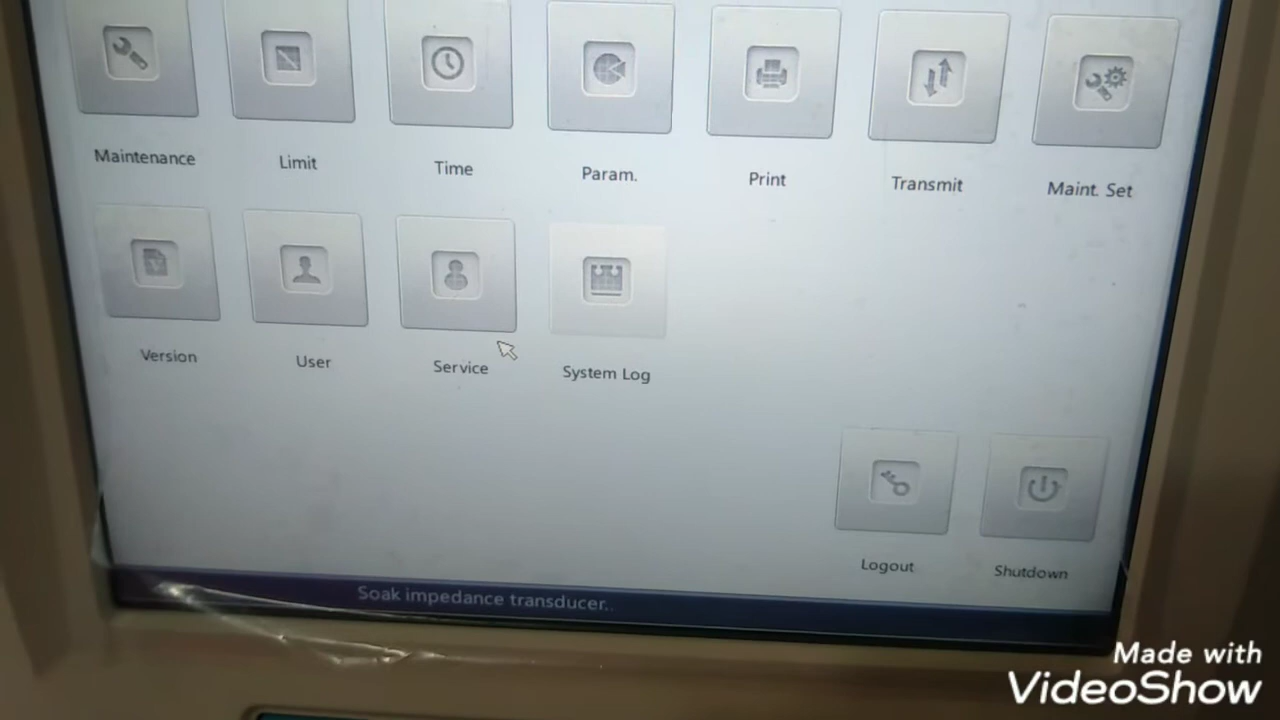 Maintenance
Limit
Time
Param.
Print
Transmit
Maint. Set
Version
User
Service
System Log
Logout
Shutdown
Soak impedance transducer..
Made with
VideoShow